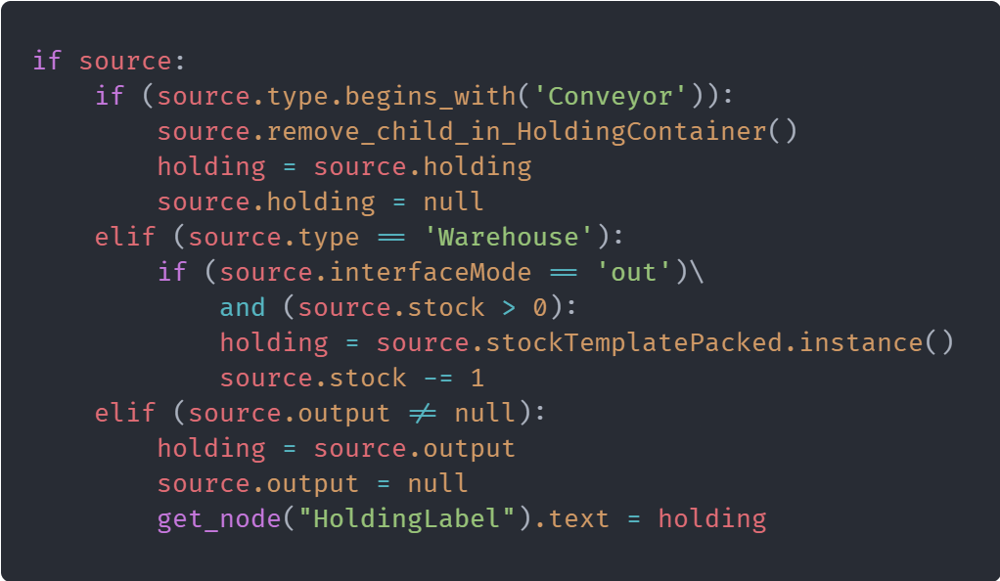 if source:
    if (source.type.begins_with('Conveyor')):
        source.remove_child_in_HoldingContainer()
        holding = source.holding
        source.holding = null
    elif (source.type == 'Warehouse'):
        if (source.interfaceMode == 'out')\
            and (source.stock > 0):
            holding = source.stockTemplatePacked.instance()
            source.stock -= 1
    elif (source.output != null):
        holding = source.output
        source.output = null
        get_node("HoldingLabel").text = holding